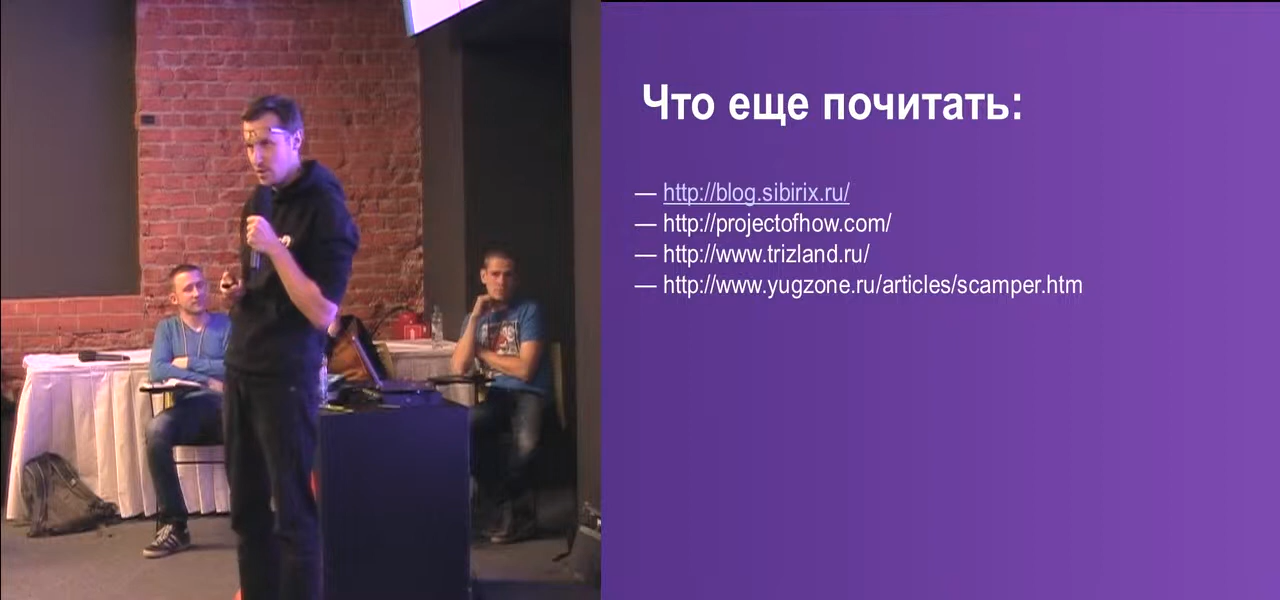 Что еще почитать:
— http://blog.sibirix.ru/
— http://projectofhow.com/
— http://www.trizland.ru/
— http://www.yugzone.ru/articles/scamper.htm